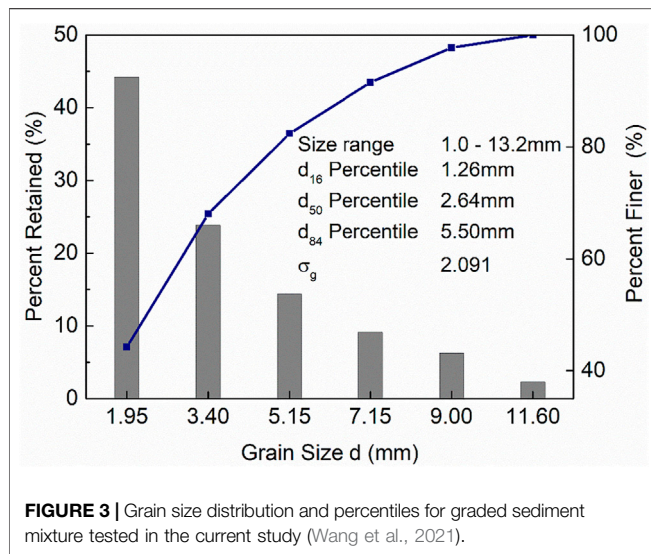 50
40
30
20
10
0
Percent Retained (%)
100
80
60
40
Percent Finer (%)
Size range 1.0 - 13.2mm
d16 Percentile 1.26mm
d50 Percentile 2.64mm
d84 Percentile 5.50mm
σg 2.091
1.95 3.40 5.15 7.15 9.00 11.60
Grain Size d (mm)
FIGURE 3 | Grain size distribution and percentiles for graded sediment
mixture tested in the current study (Wang et al., 2021).